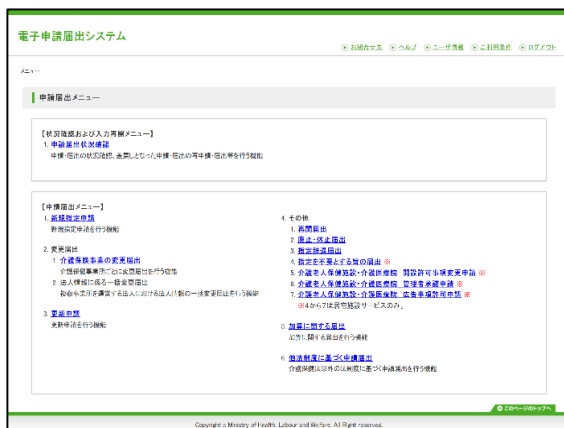 電子申請届出システム
お問合せ先 ヘルプ ユーザ情報 ご利用条件 ログアウト
メニュー
申請届出メニュー
【状況確認および入力再開メニュー】
1. 申請届出状況確認
申請・届出の状況確認、差戻しとなった申請・届出の再申請・届出等を行う機能
【申請届出メニュー】
1. 新規指定申請
新規指定申請を行う機能
2. 変更届出
1. 介護保険事業の変更届出
介護保険事業所ごとに変更届出を行う機能
2. 法人情報に係る一括変更届出
複数事業所を運営する法人における法人情報の一括変更届出を行う機能
3. 更新申請
更新申請を行う機能
4. その他
1. 再開届出
2. 廃止・休止届出
3. 指定辞退届出
4. 指定を不要とする旨の届出 ※
5. 介護老人保健施設・介護医療院 開設許可事項変更申請 ※
6. 介護老人保健施設・介護医療院 管理者承認申請 ※
7. 介護老人保健施設・介護医療院 広告事項許可申請 ※
※4から7は居宅施設サービスのみ。
5. 加算に関する届出
加算に関する届出を行う機能
6. 他法制度に基づく申請届出
介護保険法以外の法制度に基づく申請届出を行う機能
このページのトップへ
Copyright c Ministry of Health, Labour and Welfare, All Right reserved.